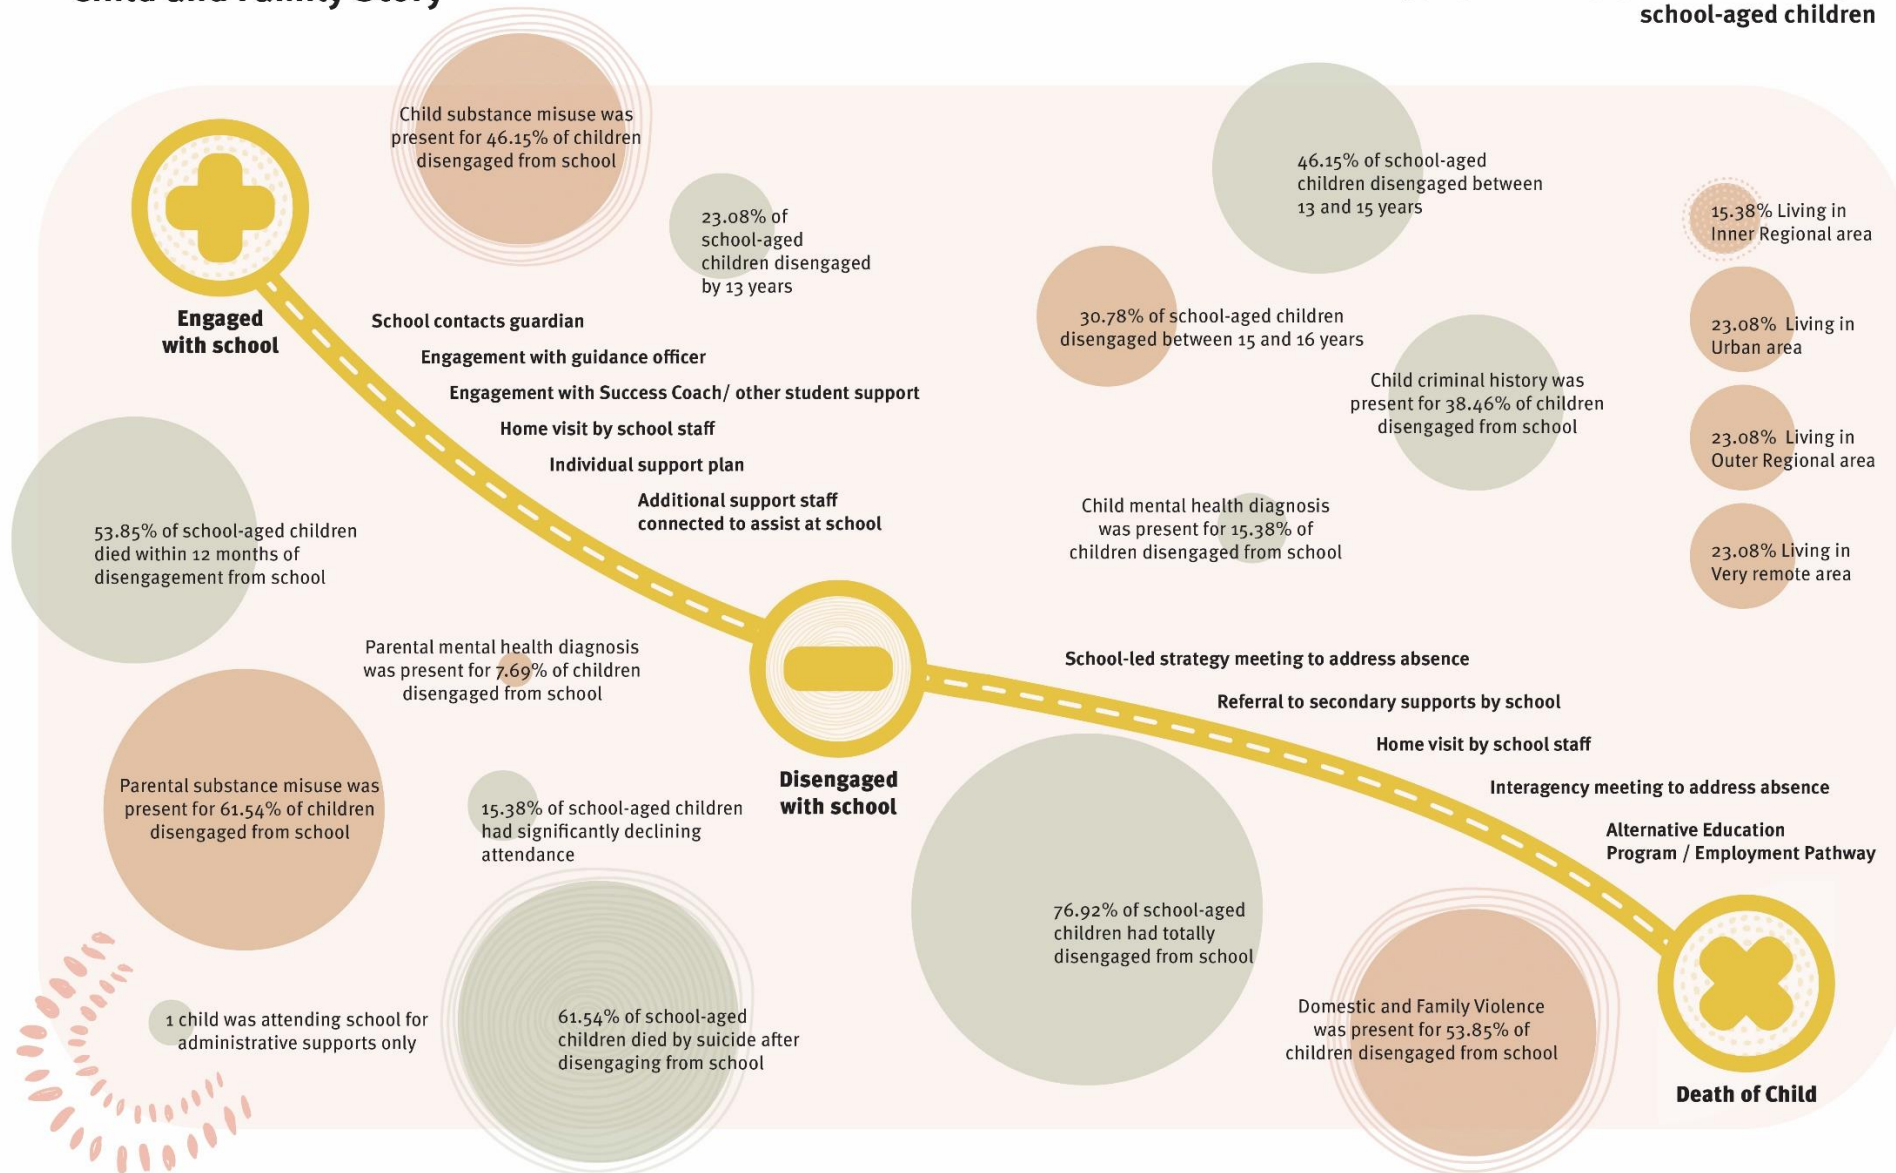 Child and Family Story
school-aged children
Child substance misuse was
present for 46.15% of children
disengaged from school
23.08% of
school-aged
children disengaged
by 13 years
46.15% of school-aged
children disengaged between
13 and 15 years
15.38% Living in
Inner Regional area
30.78% of school-aged children
disengaged between 15 and 16 years
23.08% Living in
Urban area
Engaged
with school
School contacts guardian
Engagement with guidance officer
Engagement with Success Coach/ other student support
Home visit by school staff
Individual support plan
Additional support staff
connected to assist at school
Child criminal history was
present for 38.46% of children
disengaged from school
23.08% Living in
Outer Regional area
Child mental health diagnosis
was present for 15.38% of
children disengaged from school
23.08% Living in
Very remote area
53.85% of school-aged children
died within 12 months of
disengagement from school
Parental mental health diagnosis
was present for 7.69% of children
disengaged from school
School-led strategy meeting to address absence
Referral to secondary supports by school
Home visit by school staff
Interagency meeting to address absence
Alternative Education
Program / Employment Pathway
Disengaged
with school
Parental substance misuse was
present for 61.54% of children
disengaged from school
15.38% of school-aged children
had significantly declining
attendance
76.92% of school-aged
children had totally
disengaged from school
1 child was attending school for
administrative supports only
61.54% of school-aged
children died by suicide after
disengaging from school
Domestic and Family Violence
was present for 53.85% of
children disengaged from school
Death of Child